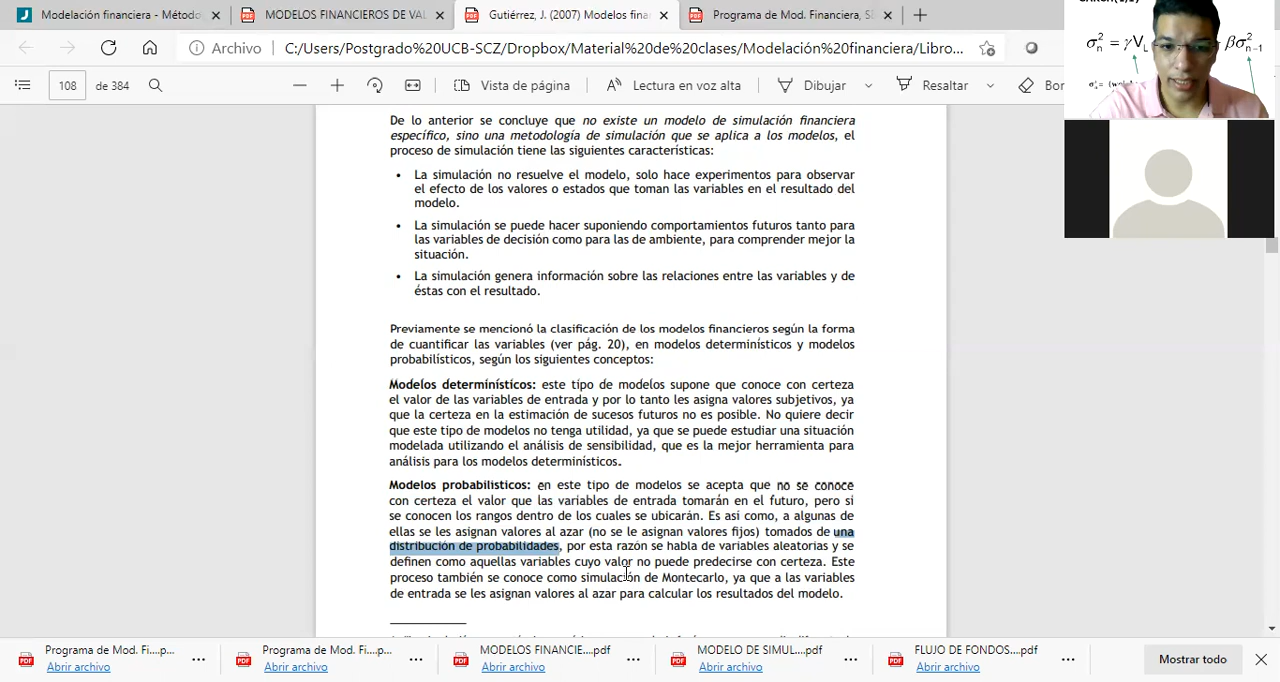 Modelación financiera - Método
MODELOS FINANCIEROS DE VAL
Gutiérrez, J. (2007) Modelos finan
Programa de Mod. Financiera, S
Archivo
C:/Users/Postgrado%20UCB-SCZ/Dropbox/Material%20de%20clases/Modelación%20financiera/Libro...
108
de 384
Vista de página
Lectura en voz alta
Dibujar
Resaltar
Bor
σ²n = γVL
βσ²n-1
De lo anterior se concluye que no existe un modelo de simulación financiera
especifico, sino una metodología de simulación que se aplica a los modelos, el
proceso de simulación tiene las siguientes características:
• La simulación no resuelve el modelo, solo hace experimentos para observar
el efecto de los valores o estados que toman las variables en el resultado del
modelo.
• La simulación se puede hacer suponiendo comportamientos futuros tanto para
las variables de decisión como para las de ambiente, para comprender mejor la
situación.
• La simulación genera información sobre las relaciones entre las variables y de
éstas con el resultado.
Previamente se mencionó la clasificación de los modelos financieros según la forma
de cuantificar las variables (ver pág. 20), en modelos determinísticos y modelos
probabilísticos, según los siguientes conceptos:
Modelos determinísticos: este tipo de modelos supone que conoce con certeza
el valor de las variables de entrada y por lo tanto les asigna valores subjetivos, ya
que la certeza en la estimación de sucesos futuros no es posible. No quiere decir
que este tipo de modelos no tenga utilidad, ya que se puede estudiar una situación
modelada utilizando el análisis de sensibilidad, que es la mejor herramienta para
análisis para los modelos determinísticos.
Modelos probabilísticos: en este tipo de modelos se acepta que no se conoce
con certeza el valor que las variables de entrada tomarán en el futuro, pero si
se conocen los rangos dentro de los cuales se ubicarán. Es así como, a algunas de
ellas se les asignan valores al azar (no se le asignan valores fijos) tomados de una
distribución de probabilidades, por esta razón se habla de variables aleatorias y se
definen como aquellas variables cuyo valor no puede predecirse con certeza. Este
proceso también se conoce como simulación de Montecarlo, ya que a las variables
de entrada se les asignan valores al azar para calcular los resultados del modelo.
Programa de Mod. Fi....p...
Abrir archivo
Programa de Mod. Fi....p...
Abrir archivo
MODELOS FINANCIE....pdf
Abrir archivo
MODELO DE SIMUL....pdf
Abrir archivo
FLUJO DE FONDOS....pdf
Abrir archivo
Mostrar todo